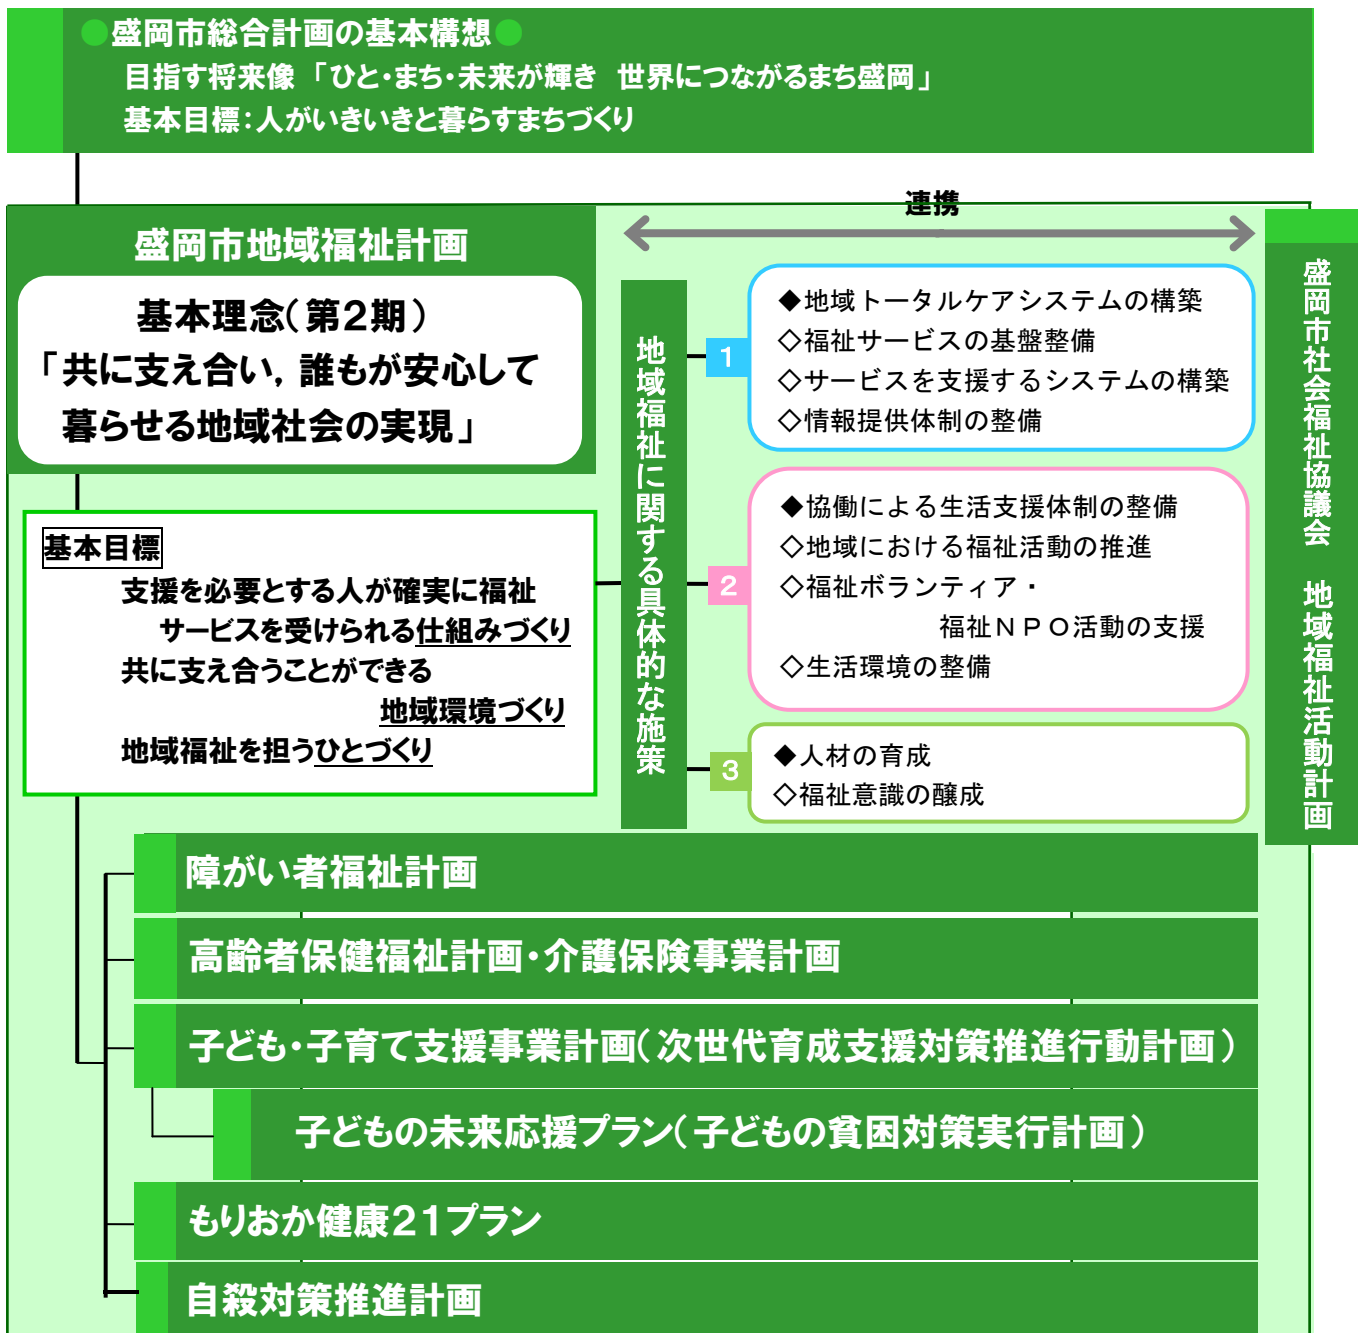 ●盛岡市総合計画の基本構想●
目指す将来像 「ひと・まち・未来が輝き 世界につながるまち盛岡」
基本目標：人がいきいきと暮らすまちづくり
連携
盛岡市地域福祉計画
基本理念（第２期）
「共に支え合い，誰もが安心して
暮らせる地域社会の実現」
基本目標
支援を必要とする人が確実に福祉
サービスを受けられる仕組みづくり
共に支え合うことができる
地域環境づくり
地域福祉を担うひとづくり
地域福祉に関する具体的な施策
1
◆地域トータルケアシステムの構築
◇福祉サービスの基盤整備
◇サービスを支援するシステムの構築
◇情報提供体制の整備
2
◆協働による生活支援体制の整備
◇地域における福祉活動の推進
◇福祉ボランティア・
福祉ＮＰＯ活動の支援
◇生活環境の整備
3
◆人材の育成
◇福祉意識の醸成
盛岡市社会福祉協議会 地域福祉活動計画
障がい者福祉計画
高齢者保健福祉計画・介護保険事業計画
子ども・子育て支援事業計画（次世代育成支援対策推進行動計画）
子どもの未来応援プラン（子どもの貧困対策実行計画）
もりおか健康２１プラン
自殺対策推進計画